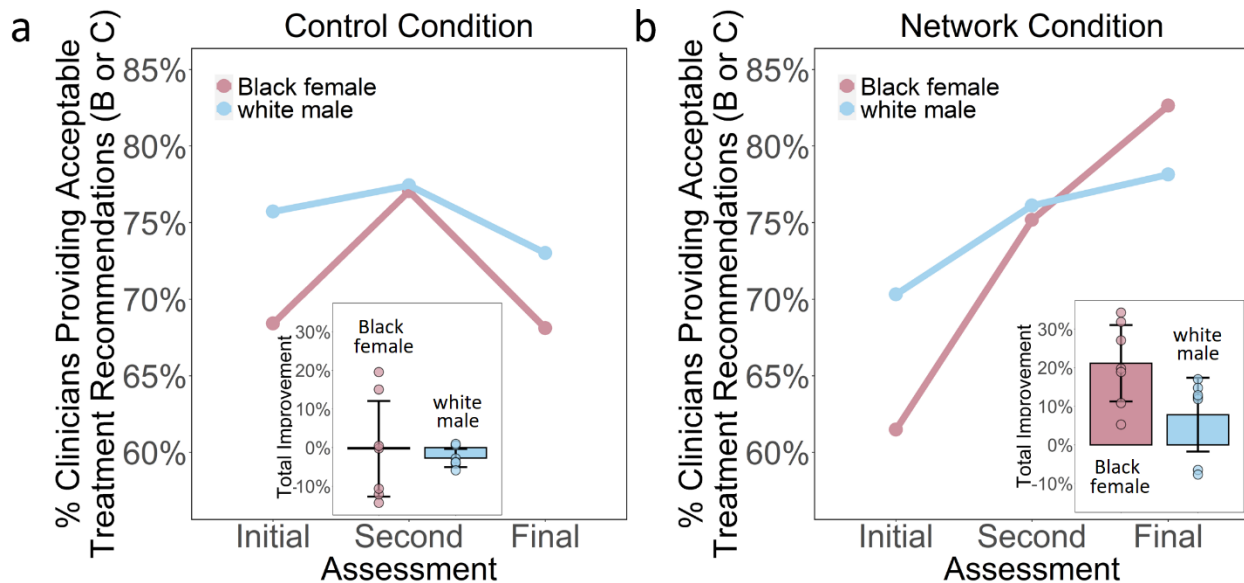 a
Control Condition
% Clinicians Providing Acceptable
Treatment Recommendations (B or C)
85%
80%
75%
70%
65%
60%
Black female
white male
Total Improvement
30%
20%
10%
0%
-10%
Black
female
white
male
Initial
Second
Final
Assessment
b
Network Condition
% Clinicians Providing Acceptable
Treatment Recommendations (B or C)
85%
80%
75%
70%
65%
60%
Black female
white male
Total Improvement
30%
20%
10%
0%
-10%
white
male
Black
female
Initial
Second
Final
Assessment